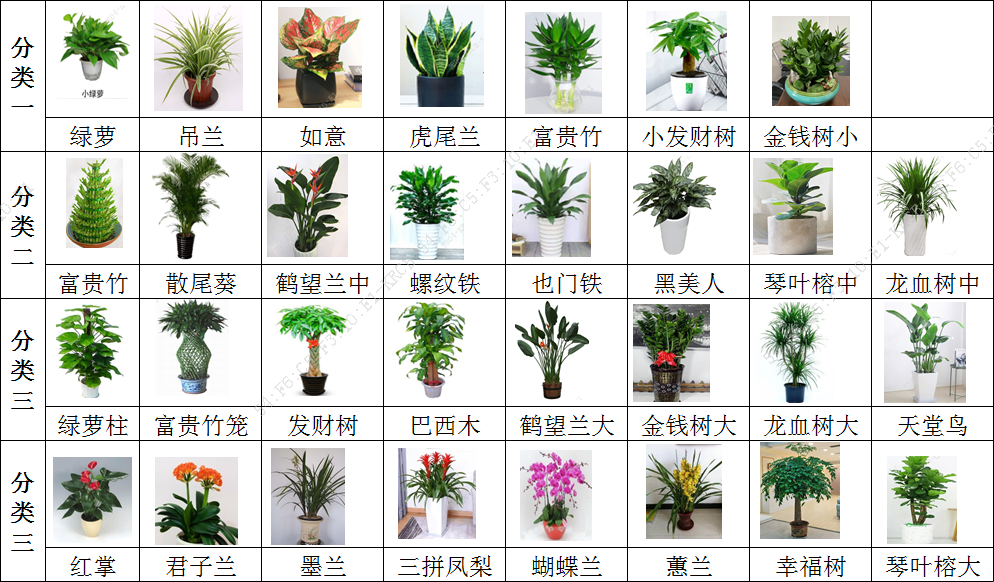 分类一
小绿萝
绿萝 吊兰 如意 虎尾兰 富贵竹 小发财树 金钱树小
分类二
富贵竹 散尾葵 鹤望兰中 螺纹铁 也门铁 黑美人 琴叶榕中 龙血树中
分类三
绿萝柱 富贵竹笼 发财树 巴西木 鹤望兰大 金钱树大 龙血树大 天堂鸟
分类三
红掌 君子兰 墨兰 三拼凤梨 蝴蝶兰 蕙兰 幸福树 琴叶榕大